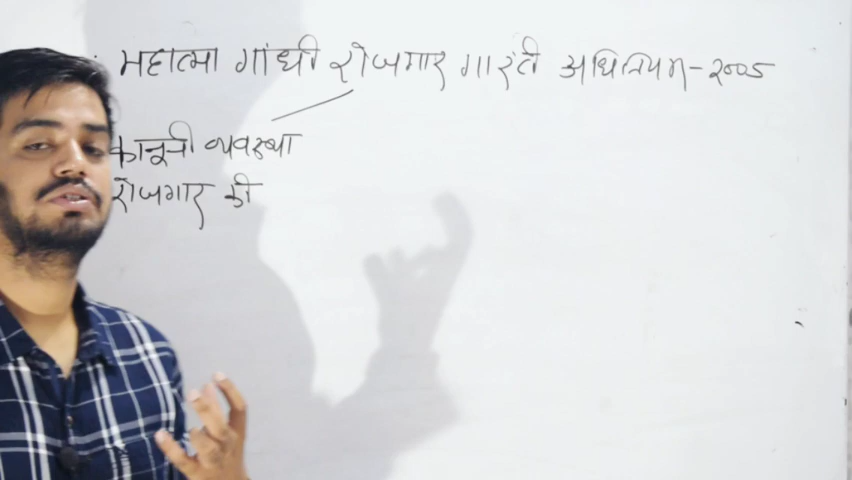 महात्मा गांधी रोजगार गारंटी अधिनियम - २००५
कानूनी व्यवस्था
रोजगार की